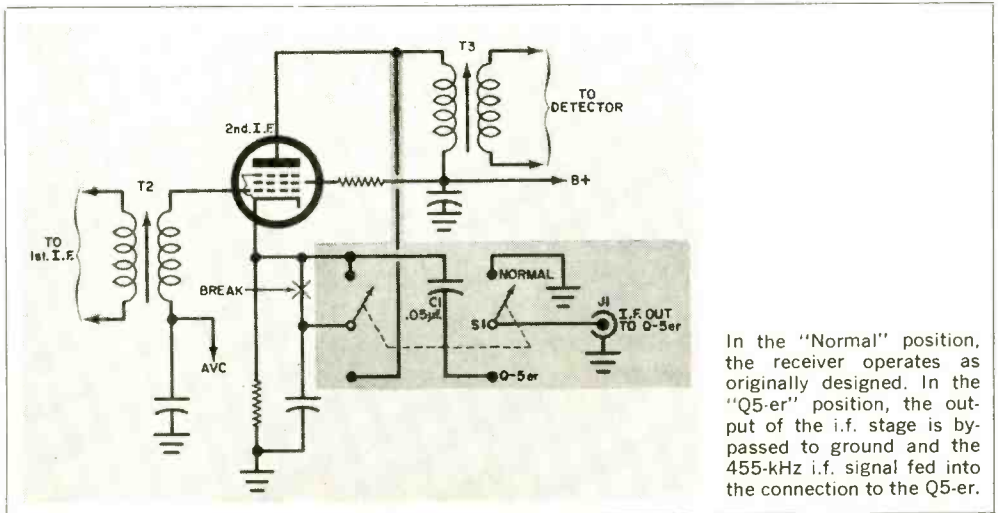 T3
TO
DETECTOR
2nd. I.F.
B+
T2
TO
1st. I.F.
BREAK
AVC
C1
.05µf.
NORMAL
S1
J1
I.F. OUT
TO Q-5er
Q-5er
In the "Normal" position,
the receiver operates as
originally designed. In the
"Q5-er" position, the out-
put of the i.f. stage is by-
passed to ground and the
455-kHz i.f. signal fed into
the connection to the Q5-er.